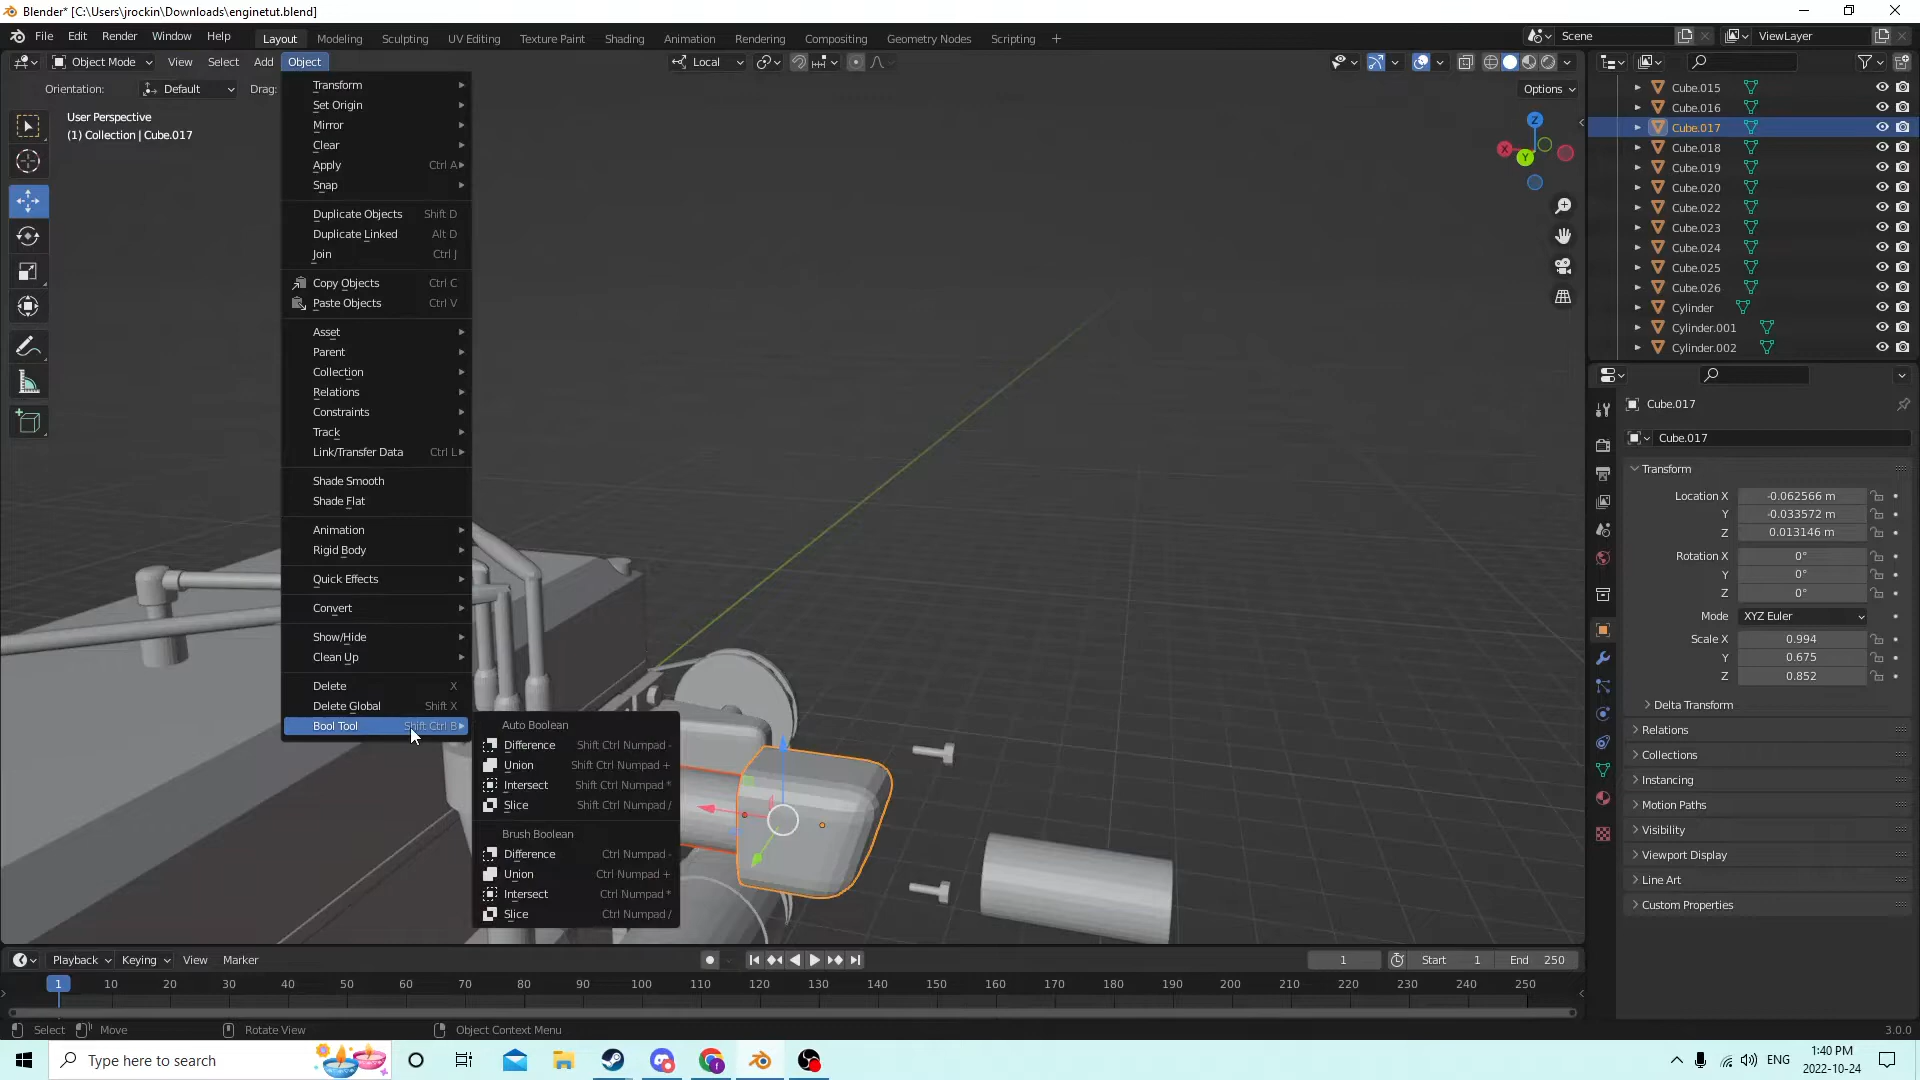 Blender* [C:\Users\jrockin\Downloads\enginetut.blend]
File Edit Render Window Help Layout Modeling Sculpting UV Editing Texture Paint Shading Animation Rendering Compositing Geometry Nodes Scripting + Scene ViewLayer
Object Mode View Select Add Object Local
Orientation: Default Drag: Options
User Perspective
(1) Collection | Cube.017
Transform
Set Origin
Mirror
Clear
Apply Ctrl A
Snap
Duplicate Objects Shift D
Duplicate Linked Alt D
Join Ctrl J
Copy Objects Ctrl C
Paste Objects Ctrl V
Asset
Parent
Collection
Relations
Constraints
Track
Link/Transfer Data Ctrl L
Shade Smooth
Shade Flat
Animation
Rigid Body
Quick Effects
Convert
Show/Hide
Clean Up
Delete X
Delete Global Shift X
Bool Tool Shift Ctrl B
Auto Boolean
Difference Shift Ctrl Numpad -
Union Shift Ctrl Numpad +
Intersect Shift Ctrl Numpad *
Slice Shift Ctrl Numpad /
Brush Boolean
Difference Ctrl Numpad -
Union Ctrl Numpad +
Intersect Ctrl Numpad *
Slice Ctrl Numpad /
Z
X
Y
Cube.015
Cube.016
Cube.017
Cube.018
Cube.019
Cube.020
Cube.022
Cube.023
Cube.024
Cube.025
Cube.026
Cylinder
Cylinder.001
Cylinder.002
Cube.017
Cube.017
Transform
Location X -0.062566 m
Y -0.033572 m
Z 0.013146 m
Rotation X 0°
Y 0°
Z 0°
Mode XYZ Euler
Scale X 0.994
Y 0.675
Z 0.852
Delta Transform
Relations
Collections
Instancing
Motion Paths
Visibility
Viewport Display
Line Art
Custom Properties
Playback Keying View Marker 1 Start 1 End 250
1 10 20 30 40 50 60 70 80 90 100 110 120 130 140 150 160 170 180 190 200 210 220 230 240 250
Select Move Rotate View Object Context Menu 3.0.0
Type here to search ENG 1:40 PM
2022-10-24